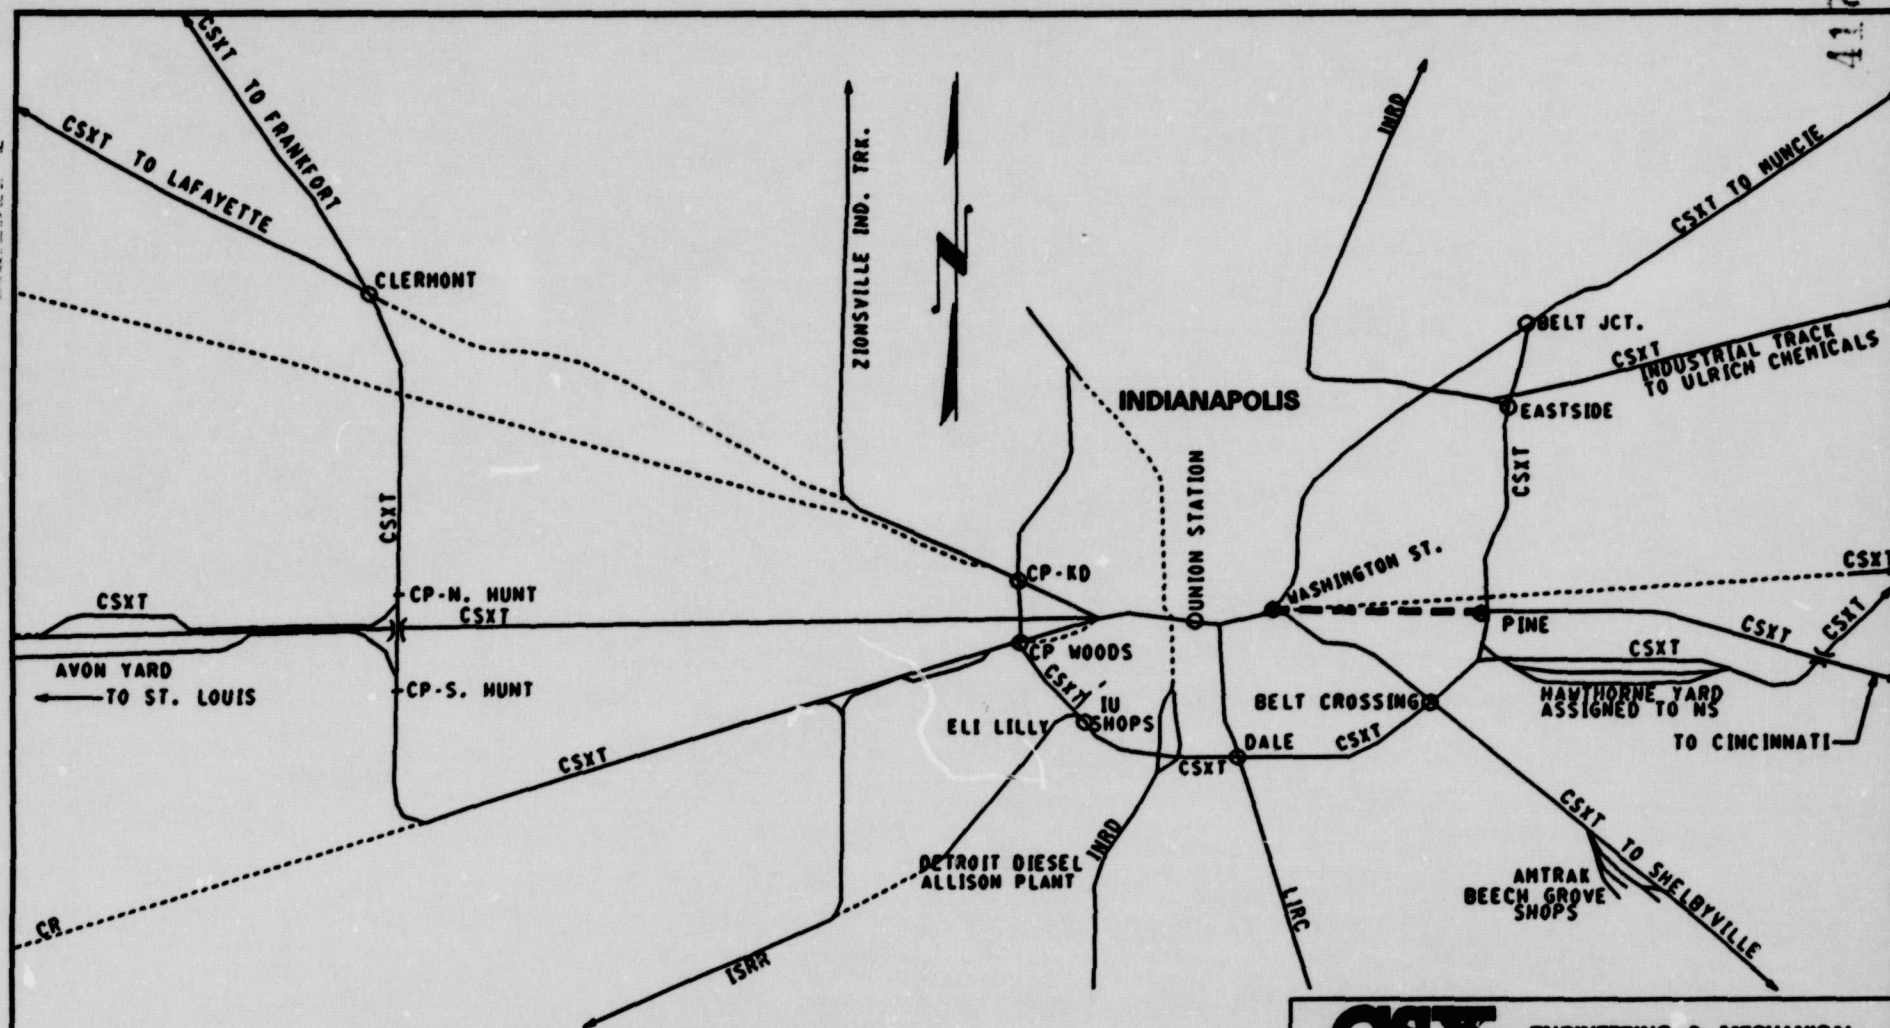 CSXT TO FRANKFORT
CSXT TO LAFAYETTE
CLERMONT
ZIONSVILLE IND. TRK.
N
INRD
CSXT TO MUNCIE
BELT JCT.
CSXT
INDUSTRIAL TRACK
TO ULRICH CHEMICALS
INDIANAPOLIS
EASTSIDE
CSXT
CSXT
UNION STATION
WASHINGTON ST.
CSXT
CP-KD
CP-N. HUNT
CSXT
CSXT
PINE
CSXT
CSXT
CSXT
CP WOODS
AVON YARD
TO ST. LOUIS
CP-S. HUNT
CSXT
IU
SHOPS
ELI LILLY
BELT CROSSING
HAWTHORNE YARD
ASSIGNED TO NS
TO CINCINNATI
DALE
CSXT
CSXT
CSXT
CSXT TO SHELBYVILLE
DETROIT DIESEL
ALLISON PLANT
INRD
LIRC
AMTRAK
BEECH GROVE
SHOPS
CR
ISRR
CSX